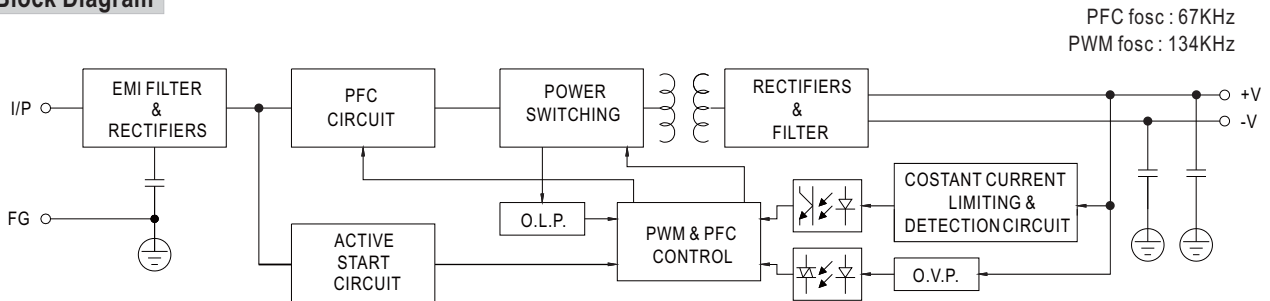 Block Diagram
PFC fosc : 67KHz
PWM fosc : 134KHz
I/P
EMI FILTER
&
RECTIFIERS
PFC
CIRCUIT
POWER
SWITCHING
RECTIFIERS
&
FILTER
+V
-V
FG
O.L.P.
PWM & PFC
CONTROL
COSTANT CURRENT
LIMITING &
DETECTION CIRCUIT
ACTIVE
START
CIRCUIT
O.V.P.